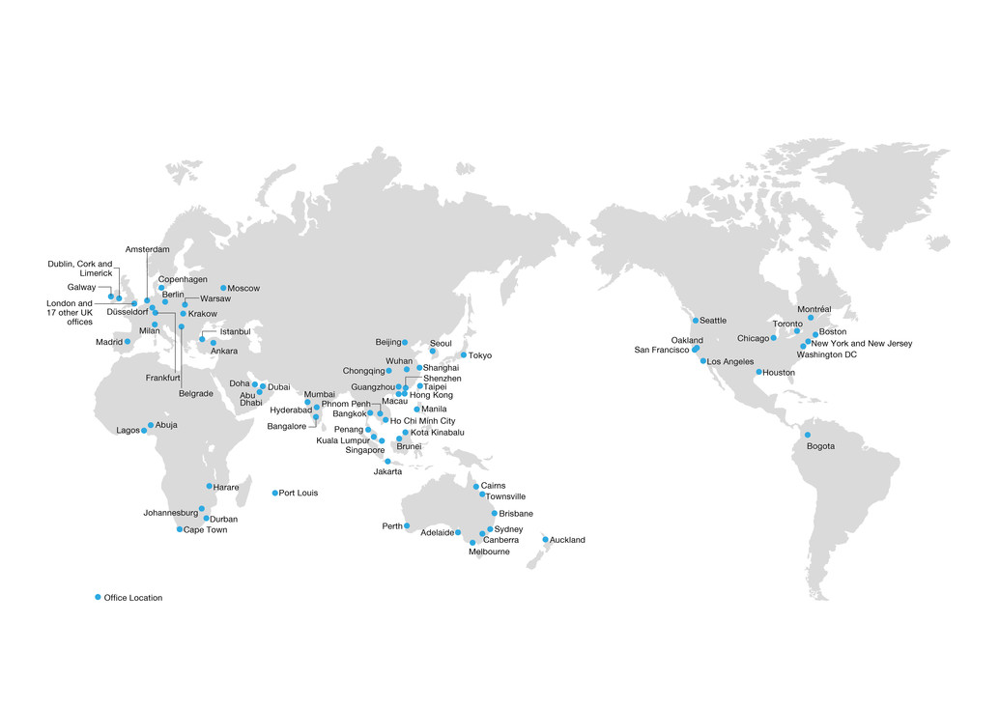 Amsterdam
Dublin, Cork and
Limerick
Galway
London and
17 other UK
offices
Copenhagen
Berlin
Moscow
Warsaw
Düsseldorf
Krakow
Milan
Istanbul
Madrid
Ankara
Frankfurt
Belgrade
Doha
Dubai
Abu
Dhabi
Mumbai
Hyderabad
Bangalore
Beijing
Seoul
Tokyo
Wuhan
Chongqing
Shanghai
Shenzhen
Guangzhou
Taipei
Hong Kong
Macau
Phnom Penh
Bangkok
Manila
Ho Chi Minh City
Penang
Kota Kinabalu
Kuala Lumpur
Singapore
Brunei
Jakarta
Lagos
Abuja
Harare
Port Louis
Johannesburg
Durban
Cape Town
Cairns
Townsville
Brisbane
Perth
Adelaide
Sydney
Canberra
Melbourne
Auckland
Seattle
Oakland
San Francisco
Los Angeles
Chicago
Toronto
Montréal
Boston
New York and New Jersey
Washington DC
Houston
Bogota
Office Location